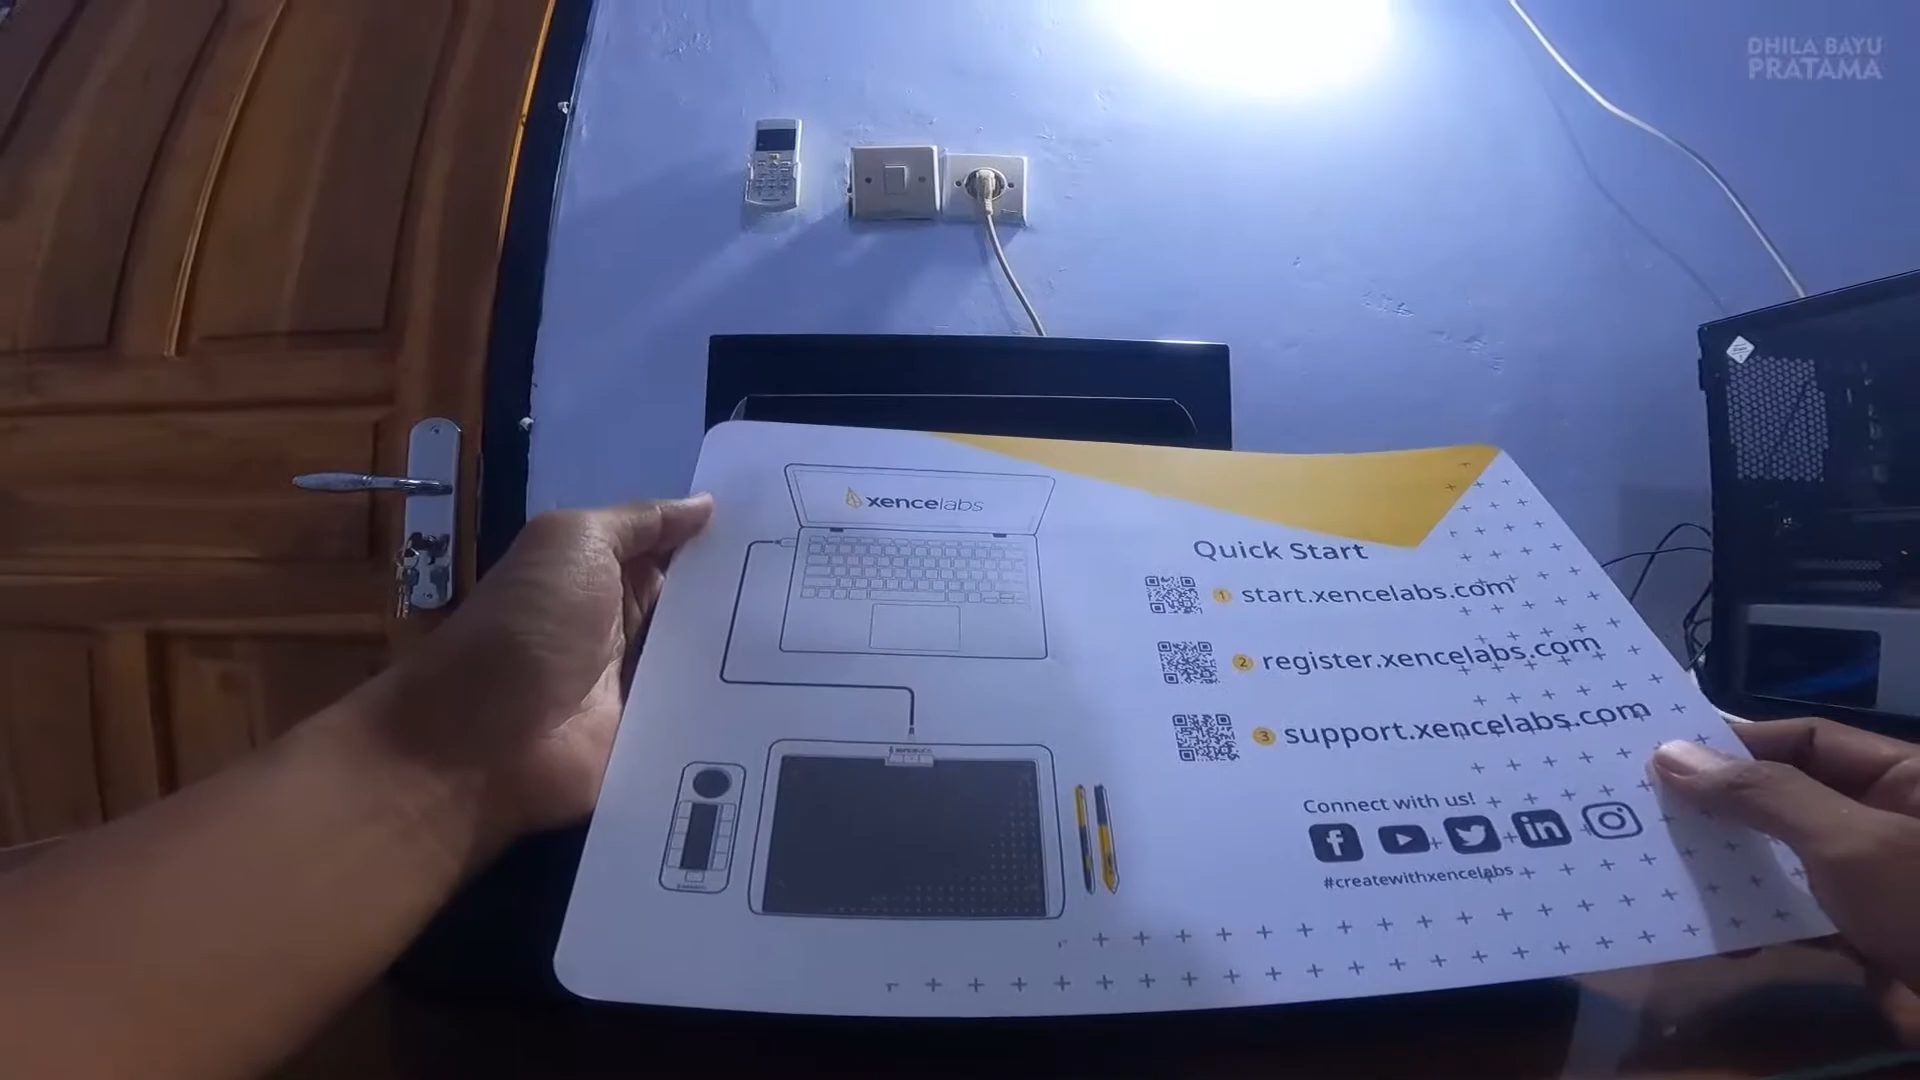 DHILA BAYU
PRATAMA
xencelabs
Quick Start
1 start.xencelabs.com
2 register.xencelabs.com
3 support.xencelabs.com
Connect with us!
#createwithxencelabs